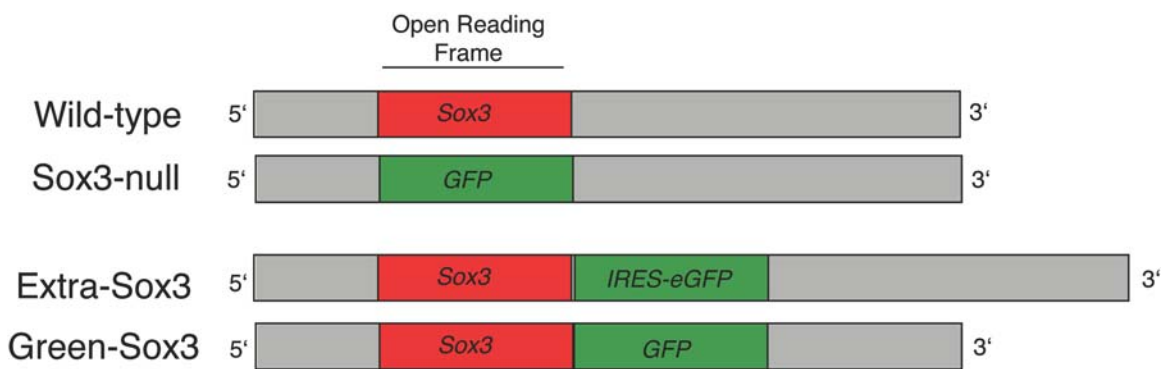 Open Reading
Frame
Wild-type 5‘ Sox3 3‘
Sox3-null 5‘ GFP 3‘
Extra-Sox3 5‘ Sox3 IRES-eGFP 3‘
Green-Sox3 5‘ Sox3 GFP 3‘